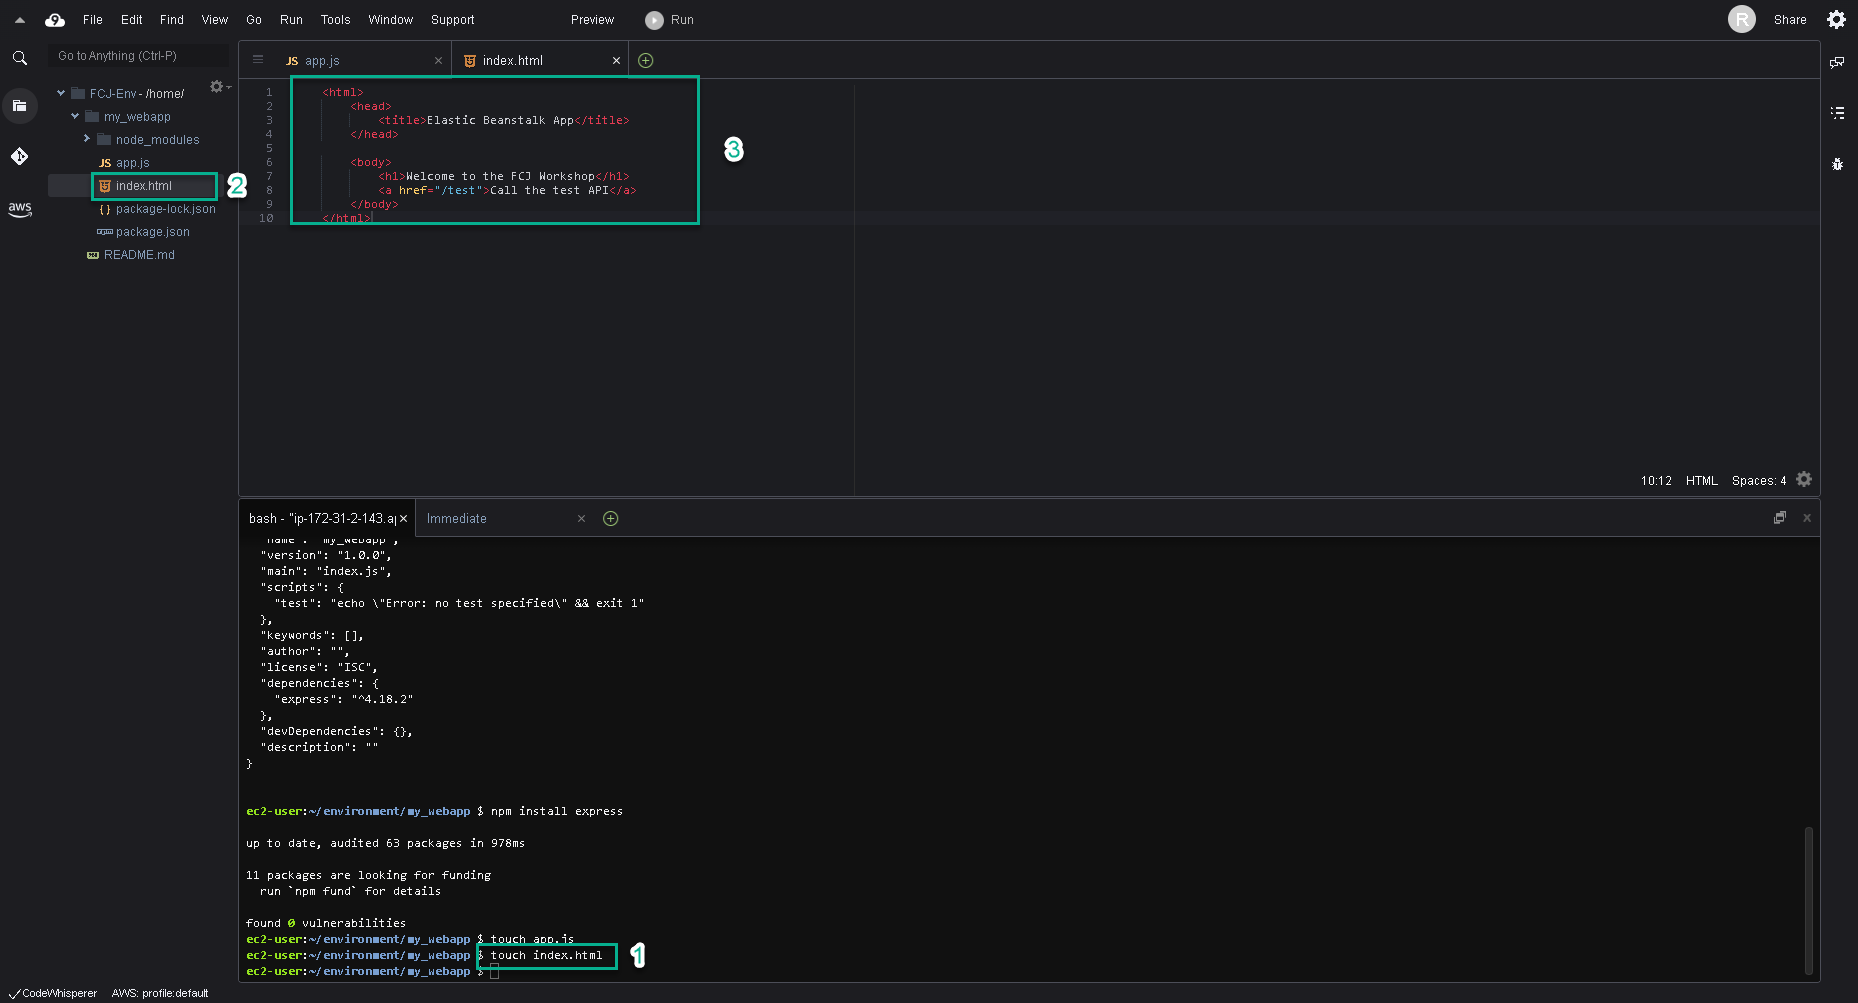 File Edit Find View Go Run Tools Window Support Preview Run R Share
Go to Anything (Ctrl-P)
FCJ-Env - /home/
my_webapp
node_modules
JS app.js
index.html
2
{ } package-lock.json
package.json
README.md
aws
JS app.js ×
index.html ×
1 <html>
2 <head>
3 <title>Elastic Beanstalk App</title>
4 </head>
5
6 <body>
7 <h1>Welcome to the FCJ Workshop</h1>
8 <a href="/test">Call the test API</a>
9 </body>
10 </html>
3
10:12 HTML Spaces: 4
bash - "ip-172-31-2-143.a ×
Immediate ×
"name": "my_webapp",
"version": "1.0.0",
"main": "index.js",
"scripts": {
"test": "echo \"Error: no test specified\" && exit 1"
},
"keywords": [],
"author": "",
"license": "ISC",
"dependencies": {
"express": "^4.18.2"
},
"devDependencies": {},
"description": ""
}
ec2-user:~/environment/my_webapp $ npm install express
up to date, audited 63 packages in 978ms
11 packages are looking for funding
run `npm fund` for details
found 0 vulnerabilities
ec2-user:~/environment/my_webapp $ touch app.js
ec2-user:~/environment/my_webapp $ touch index.html
1
ec2-user:~/environment/my_webapp $
CodeWhisperer AWS: profile:default